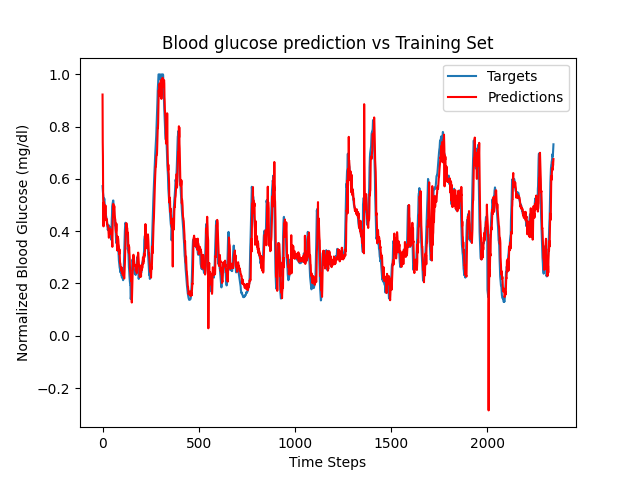 Blood glucose prediction vs Training Set
Targets
Predictions
1.0
0.8
0.6
0.4
0.2
0.0
−0.2
Normalized Blood Glucose (mg/dl)
0 500 1000 1500 2000
Time Steps